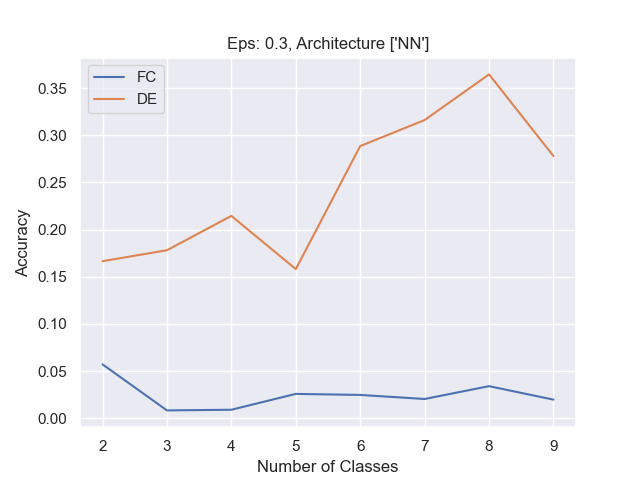 Eps: 0.3, Architecture ['NN']
FC
DE
0.35
0.30
0.25
0.20
0.15
0.10
0.05
0.00
Accuracy
2 3 4 5 6 7 8 9
Number of Classes